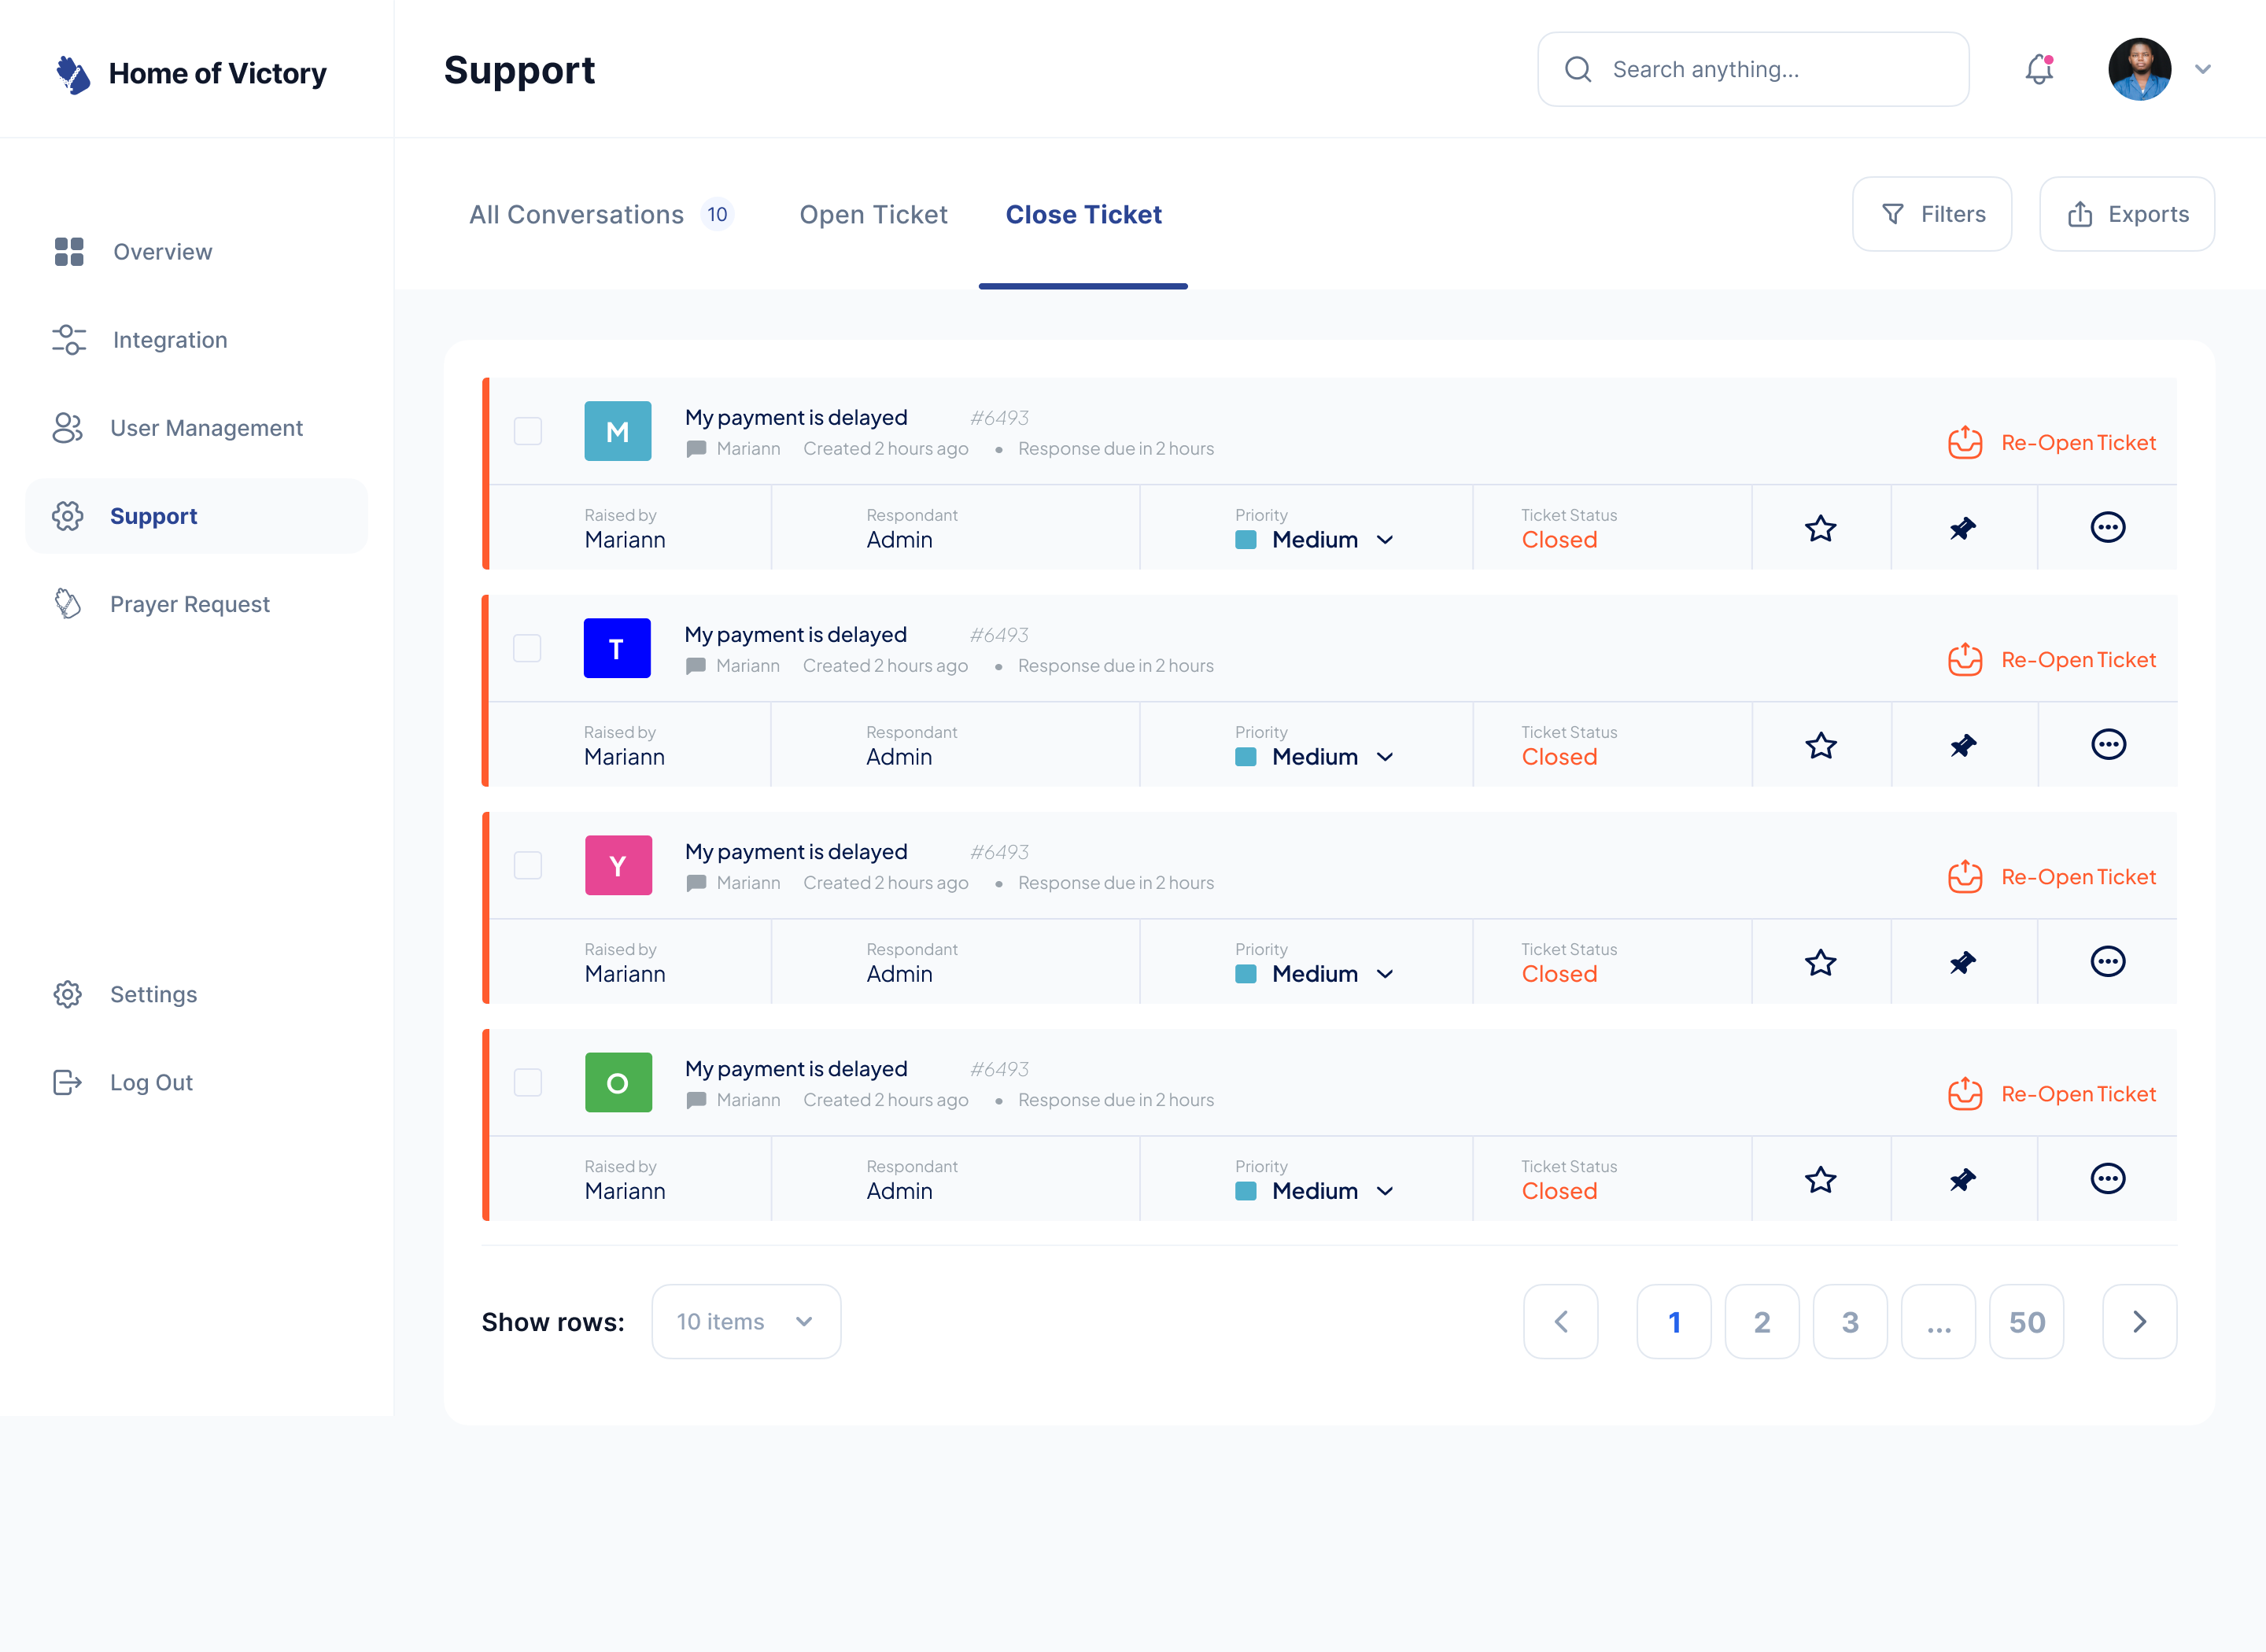 Home of Victory
Support
Search anything...
Overview
Integration
User Management
Support
Prayer Request
Settings
Log Out
All Conversations 10
Open Ticket
Close Ticket
Filters
Exports
M
My payment is delayed #6493
Mariann Created 2 hours ago • Response due in 2 hours
Re-Open Ticket
Raised by
Mariann
Respondant
Admin
Priority
Medium
Ticket Status
Closed
T
My payment is delayed #6493
Mariann Created 2 hours ago • Response due in 2 hours
Re-Open Ticket
Raised by
Mariann
Respondant
Admin
Priority
Medium
Ticket Status
Closed
Y
My payment is delayed #6493
Mariann Created 2 hours ago • Response due in 2 hours
Re-Open Ticket
Raised by
Mariann
Respondant
Admin
Priority
Medium
Ticket Status
Closed
O
My payment is delayed #6493
Mariann Created 2 hours ago • Response due in 2 hours
Re-Open Ticket
Raised by
Mariann
Respondant
Admin
Priority
Medium
Ticket Status
Closed
Show rows: 10 items
1 2 3 ... 50